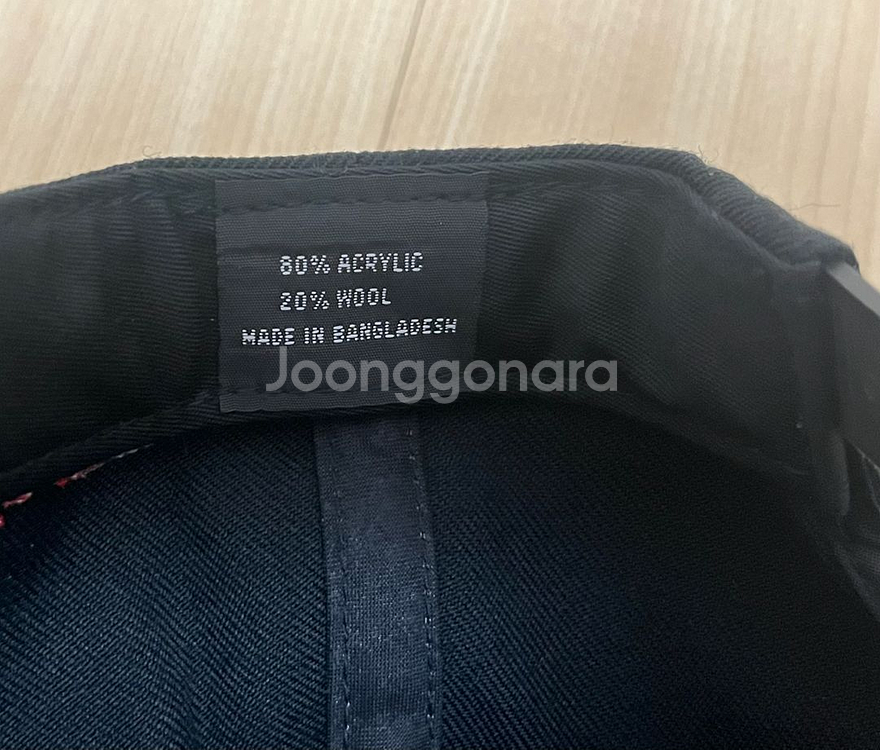 80% ACRYLIC
20% WOOL
MADE IN BANGLADESH
Joonggonara